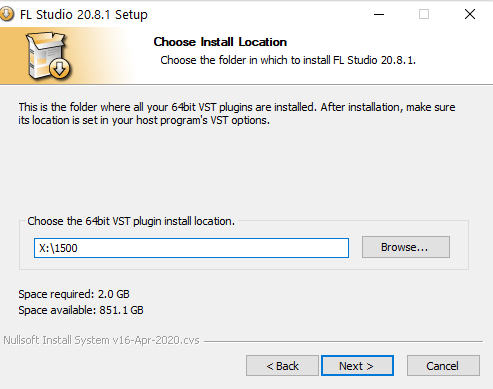 FL Studio 20.8.1 Setup
Choose Install Location
Choose the folder in which to install FL Studio 20.8.1.
This is the folder where all your 64bit VST plugins are installed. After installation, make sure
its location is set in your host program's VST options.
Choose the 64bit VST plugin install location.
X:\1500
Browse...
Space required: 2.0 GB
Space available: 851.1 GB
Nullsoft Install System v16-Apr-2020.cvs
< Back
Next >
Cancel